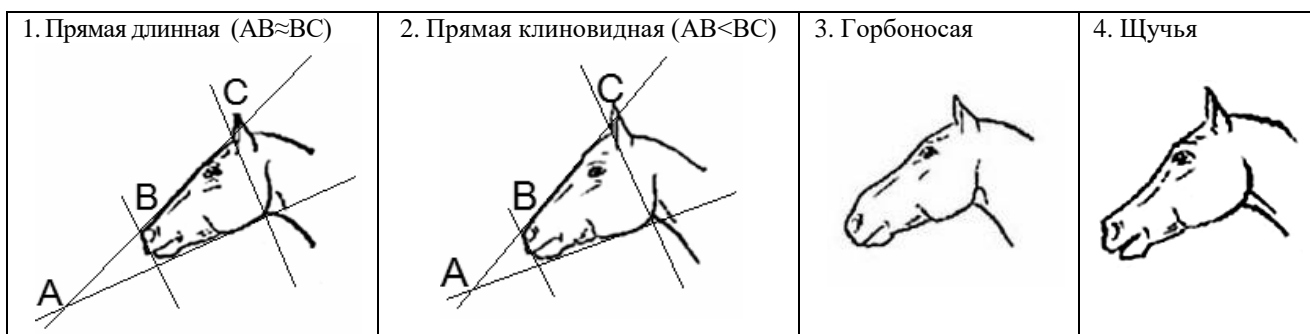 1. Прямая длинная (AB≈BC)
2. Прямая клиновидная (AB<BC)
3. Горбоносая
4. Щучья
C
B
A
C
B
A